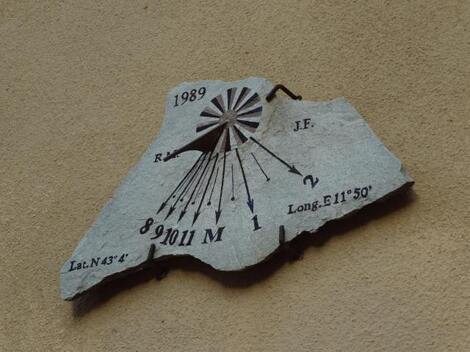 1989
J.F.
8 9 10 11 M 1 2
Lat. N 43°4'
Long. E 11°50'